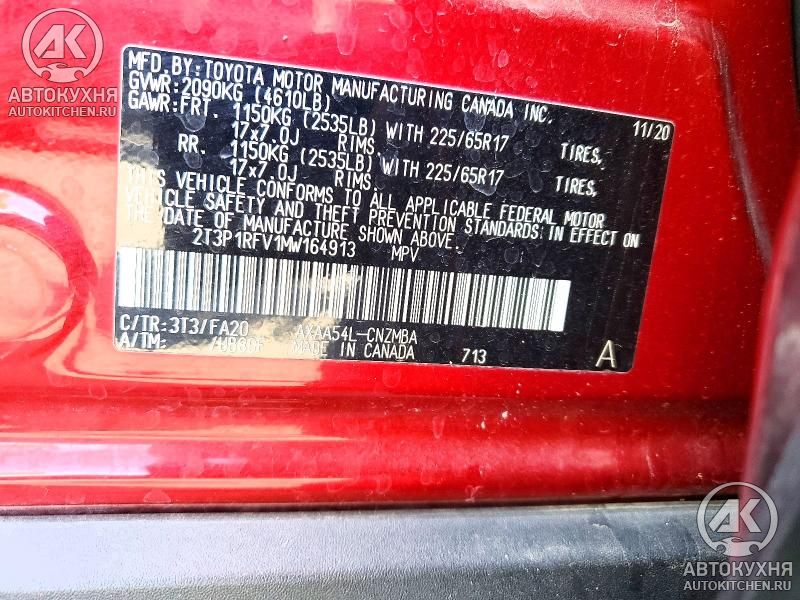 AK
АВТОКУХНЯ
AUTOKITCHEN.RU
MFD. BY: TOYOTA MOTOR MANUFACTURING CANADA INC.
11/20
GVWR: 2090KG (4610LB)
GAWR: FRT. 1150KG (2535LB) WITH 225/65R17 TIRES,
17x7.0J RIMS.
RR. 1150KG (2535LB) WITH 225/65R17 TIRES,
17x7.0J RIMS.
THIS VEHICLE CONFORMS TO ALL APPLICABLE FEDERAL MOTOR
VEHICLE SAFETY AND THEFT PREVENTION STANDARDS IN EFFECT ON
THE DATE OF MANUFACTURE SHOWN ABOVE.
2T3P1RFV1MW164913 MPV
C/TR:3T3/FA20 AXAA54L-CNZMBA
A/TM: MADE IN CANADA 713 A
AK
АВТОКУХНЯ
AUTOKITCHEN.RU